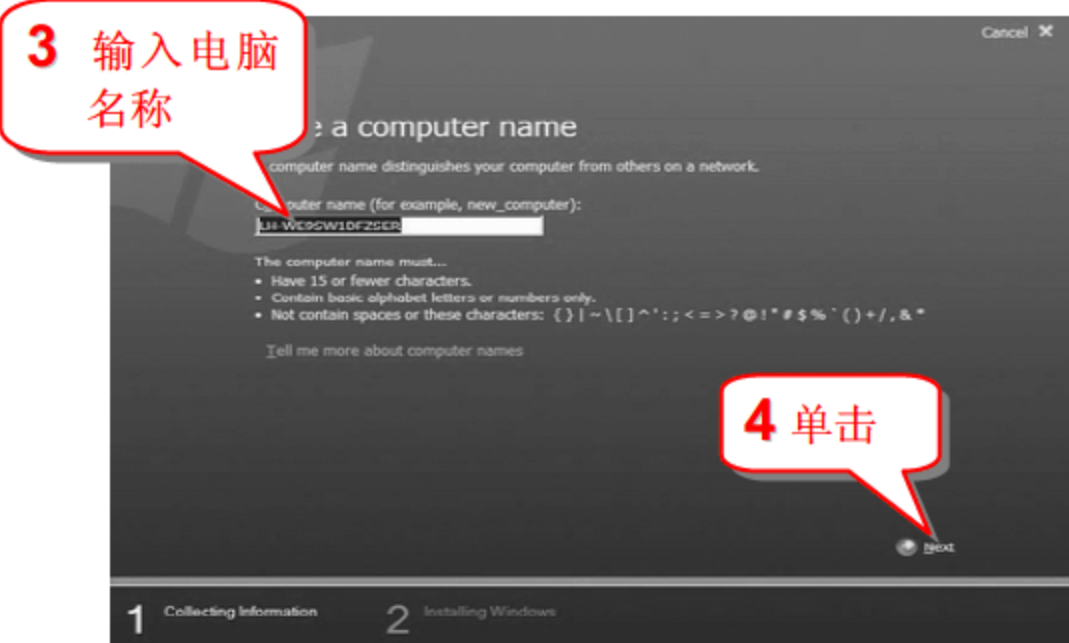 3 输入电脑
名称
Cancel
a computer name
computer name distinguishes your computer from others on a network.
name (for example, new_computer):
LH-WE9SW1DFZSER
The computer name must...
• Have 15 or fewer characters.
• Contain basic alphabet letters or numbers only.
• Not contain spaces or these characters: { } | ~ \ [ ] ^ ' : ; < = > ? @ ! " # $ % ` ( ) + / , & *
Tell me more about computer names
4 单击
Next
1 Collecting Information
2 Installing Windows